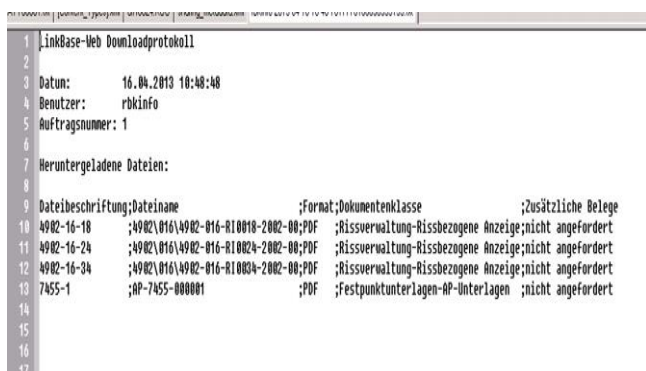 LinkBase-Web Downloadprotokoll
Datum: 16.04.2013 10:48:48
Benutzer: rbkinfo
Auftragsnummer: 1
Heruntergeladene Dateien:
Dateibeschriftung;Dateiname ;Format;Dokumentenklasse ;Zusätzliche Belege
4902-16-18 ;4902\016\4902-016-RI0018-2002-00;PDF ;Rissverwaltung-Rissbezogene Anzeige;nicht angefordert
4902-16-24 ;4902\016\4902-016-RI0024-2002-00;PDF ;Rissverwaltung-Rissbezogene Anzeige;nicht angefordert
4902-16-34 ;4902\016\4902-016-RI0034-2002-00;PDF ;Rissverwaltung-Rissbezogene Anzeige;nicht angefordert
7455-1 ;AP-7455-000001 ;PDF ;Festpunktunterlagen-AP-Unterlagen ;nicht angefordert